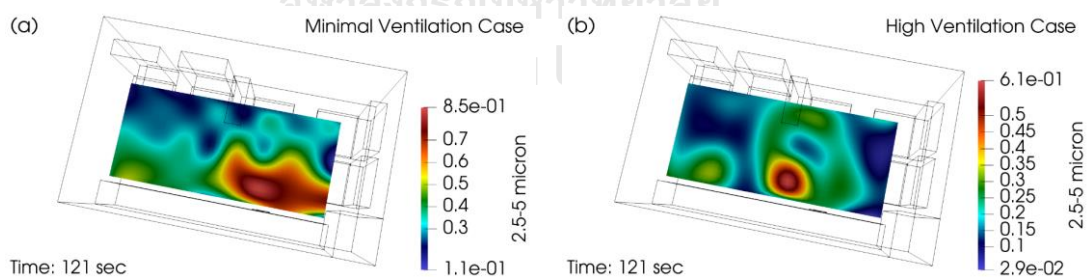 (a)
Minimal Ventilation Case
8.5e-01
0.7
0.6
0.5
0.4
0.3
1.1e-01
2.5-5 micron
Time: 121 sec
(b)
High Ventilation Case
6.1e-01
0.5
0.45
0.4
0.35
0.3
0.25
0.2
0.15
0.1
2.9e-02
2.5-5 micron
Time: 121 sec